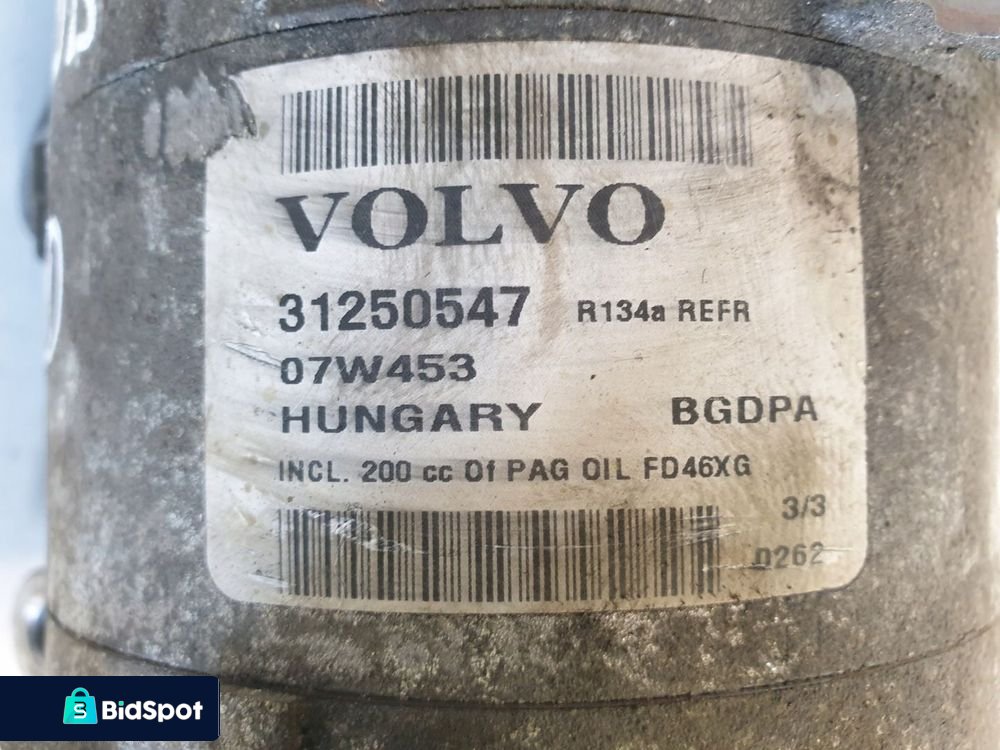 VOLVO
31250547 R134a REFR
07W453
HUNGARY BGDPA
INCL. 200 cc Of PAG OIL FD46XG
3/3
0262
BidSpot